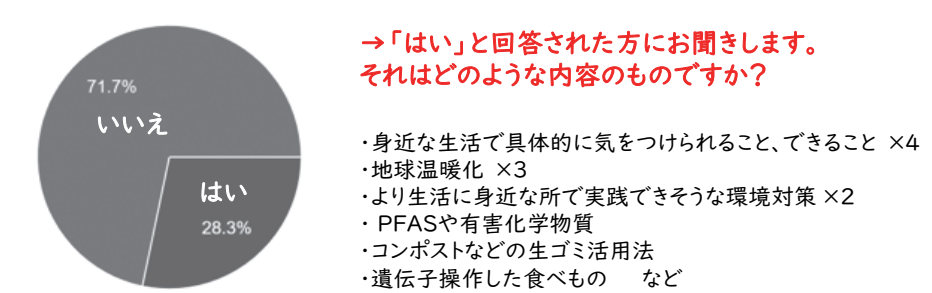 71.7%
いいえ
はい
28.3%
→「はい」と回答された方にお聞きします。
それはどのような内容のものですか？
・身近な生活で具体的に気をつけられること、できること ×4
・地球温暖化 ×3
・より生活に身近な所で実践できそうな環境対策 ×2
・ PFASや有害化学物質
・コンポストなどの生ゴミ活用法
・遺伝子操作した食べもの　など